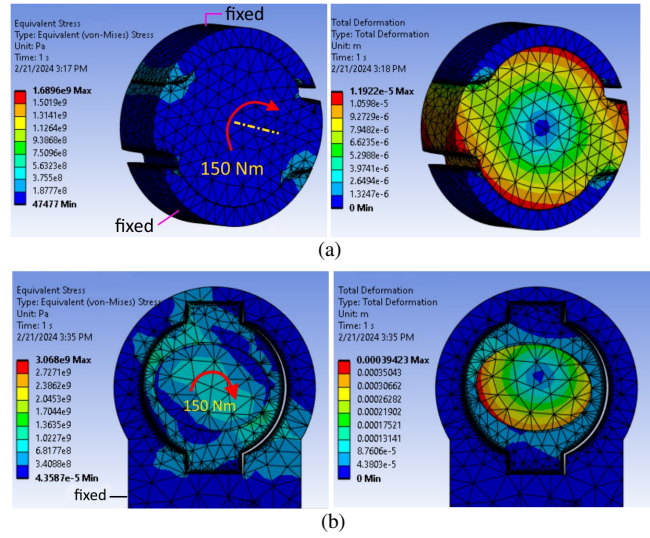 fixed
Equivalent Stress
Type: Equivalent (von-Mises) Stress
Unit: Pa
Time: 1 s
2/21/2024 3:17 PM
1.6896e9 Max
1.5019e9
1.3141e9
1.1264e9
9.3868e8
7.5096e8
5.6323e8
3.755e8
1.8777e8
47477 Min
150 Nm
fixed
Total Deformation
Type: Total Deformation
Unit: m
Time: 1 s
2/21/2024 3:18 PM
1.1922e-5 Max
1.0598e-5
9.2729e-6
7.9482e-6
6.6235e-6
5.2988e-6
3.9741e-6
2.6494e-6
1.3247e-6
0 Min
(a)
Equivalent Stress
Type: Equivalent (von-Mises) Stress
Unit: Pa
Time: 1 s
2/21/2024 3:35 PM
3.068e9 Max
2.7271e9
2.3862e9
2.0453e9
1.7044e9
1.3635e9
1.0227e9
6.8177e8
3.4088e8
4.3587e-5 Min
150 Nm
fixed
Total Deformation
Type: Total Deformation
Unit: m
Time: 1 s
2/21/2024 3:35 PM
0.00039423 Max
0.00035043
0.00030662
0.00026282
0.00021902
0.00017521
0.00013141
8.7606e-5
4.3803e-5
0 Min
(b)